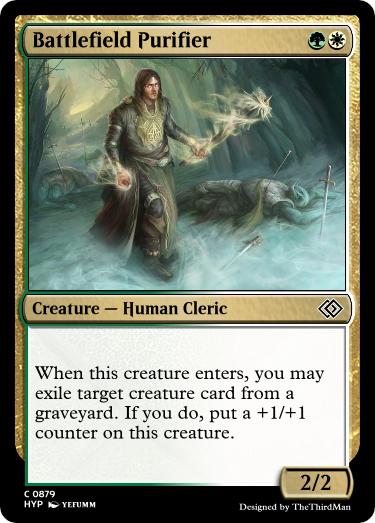 Battlefield Purifier
Creature — Human Cleric
When this creature enters, you may
exile target creature card from a
graveyard. If you do, put a +1/+1
counter on this creature.
2/2
C 0879
HYP YEFUMM
Designed by TheThirdMan